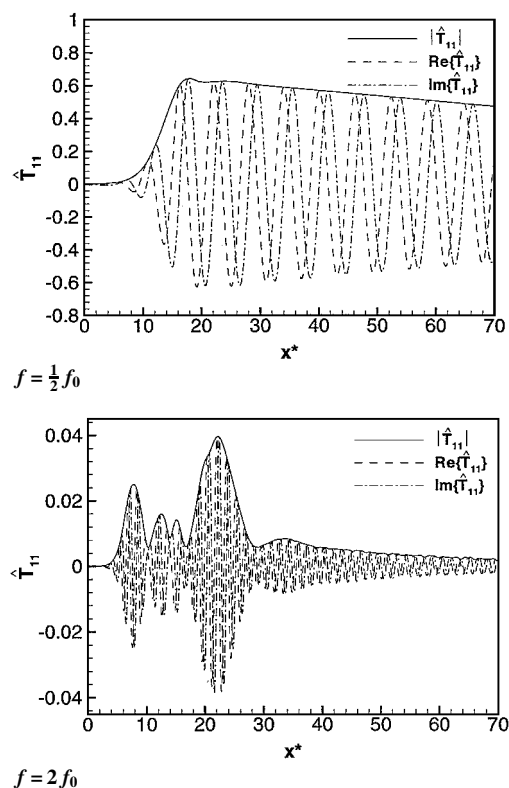 1
0.8
0.6
0.4
0.2
0
-0.2
-0.4
-0.6
-0.8
T̂₁₁
|T̂₁₁|
Re{T̂₁₁}
Im{T̂₁₁}
0 10 20 30 40 50 60 70
x*
f = ½ f₀
0.04
0.02
0
-0.02
-0.04
T̂₁₁
|T̂₁₁|
Re{T̂₁₁}
Im{T̂₁₁}
0 10 20 30 40 50 60 70
x*
f = 2 f₀